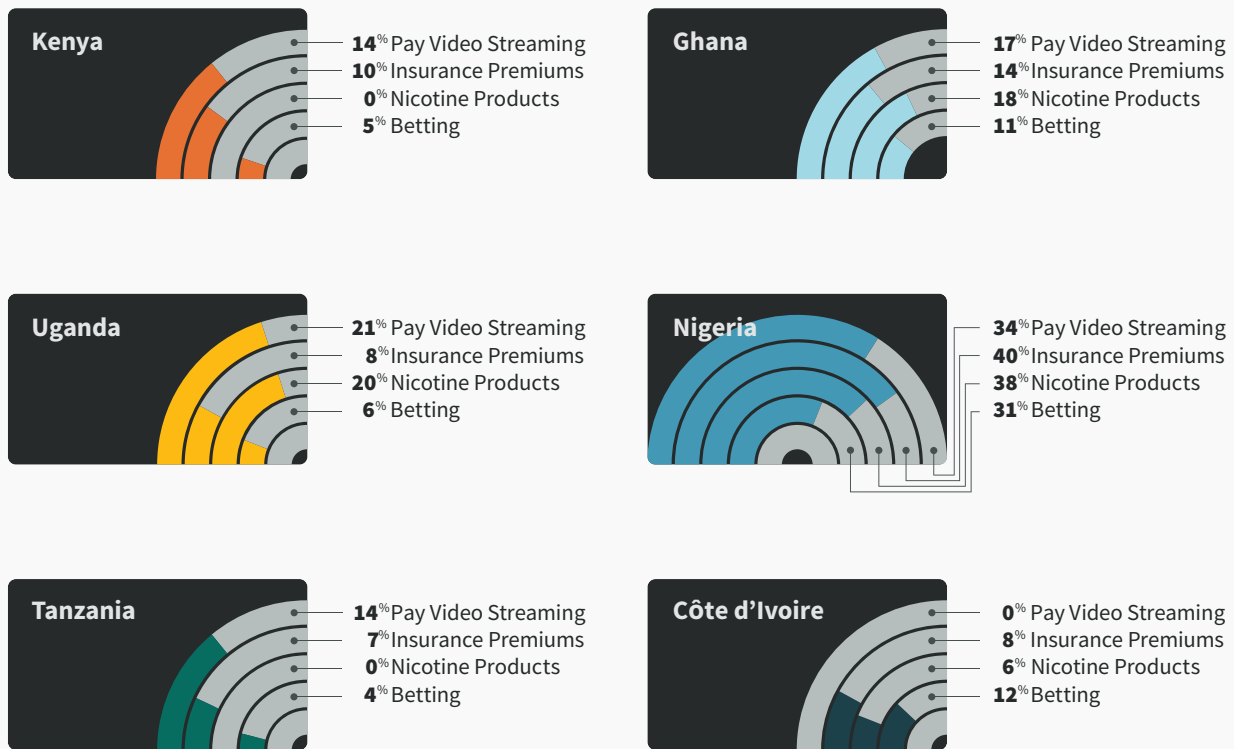 Kenya
14% Pay Video Streaming
10% Insurance Premiums
0% Nicotine Products
5% Betting
Ghana
17% Pay Video Streaming
14% Insurance Premiums
18% Nicotine Products
11% Betting
Uganda
21% Pay Video Streaming
8% Insurance Premiums
20% Nicotine Products
6% Betting
Nigeria
34% Pay Video Streaming
40% Insurance Premiums
38% Nicotine Products
31% Betting
Tanzania
14% Pay Video Streaming
7% Insurance Premiums
0% Nicotine Products
4% Betting
Côte d’Ivoire
0% Pay Video Streaming
8% Insurance Premiums
6% Nicotine Products
12% Betting